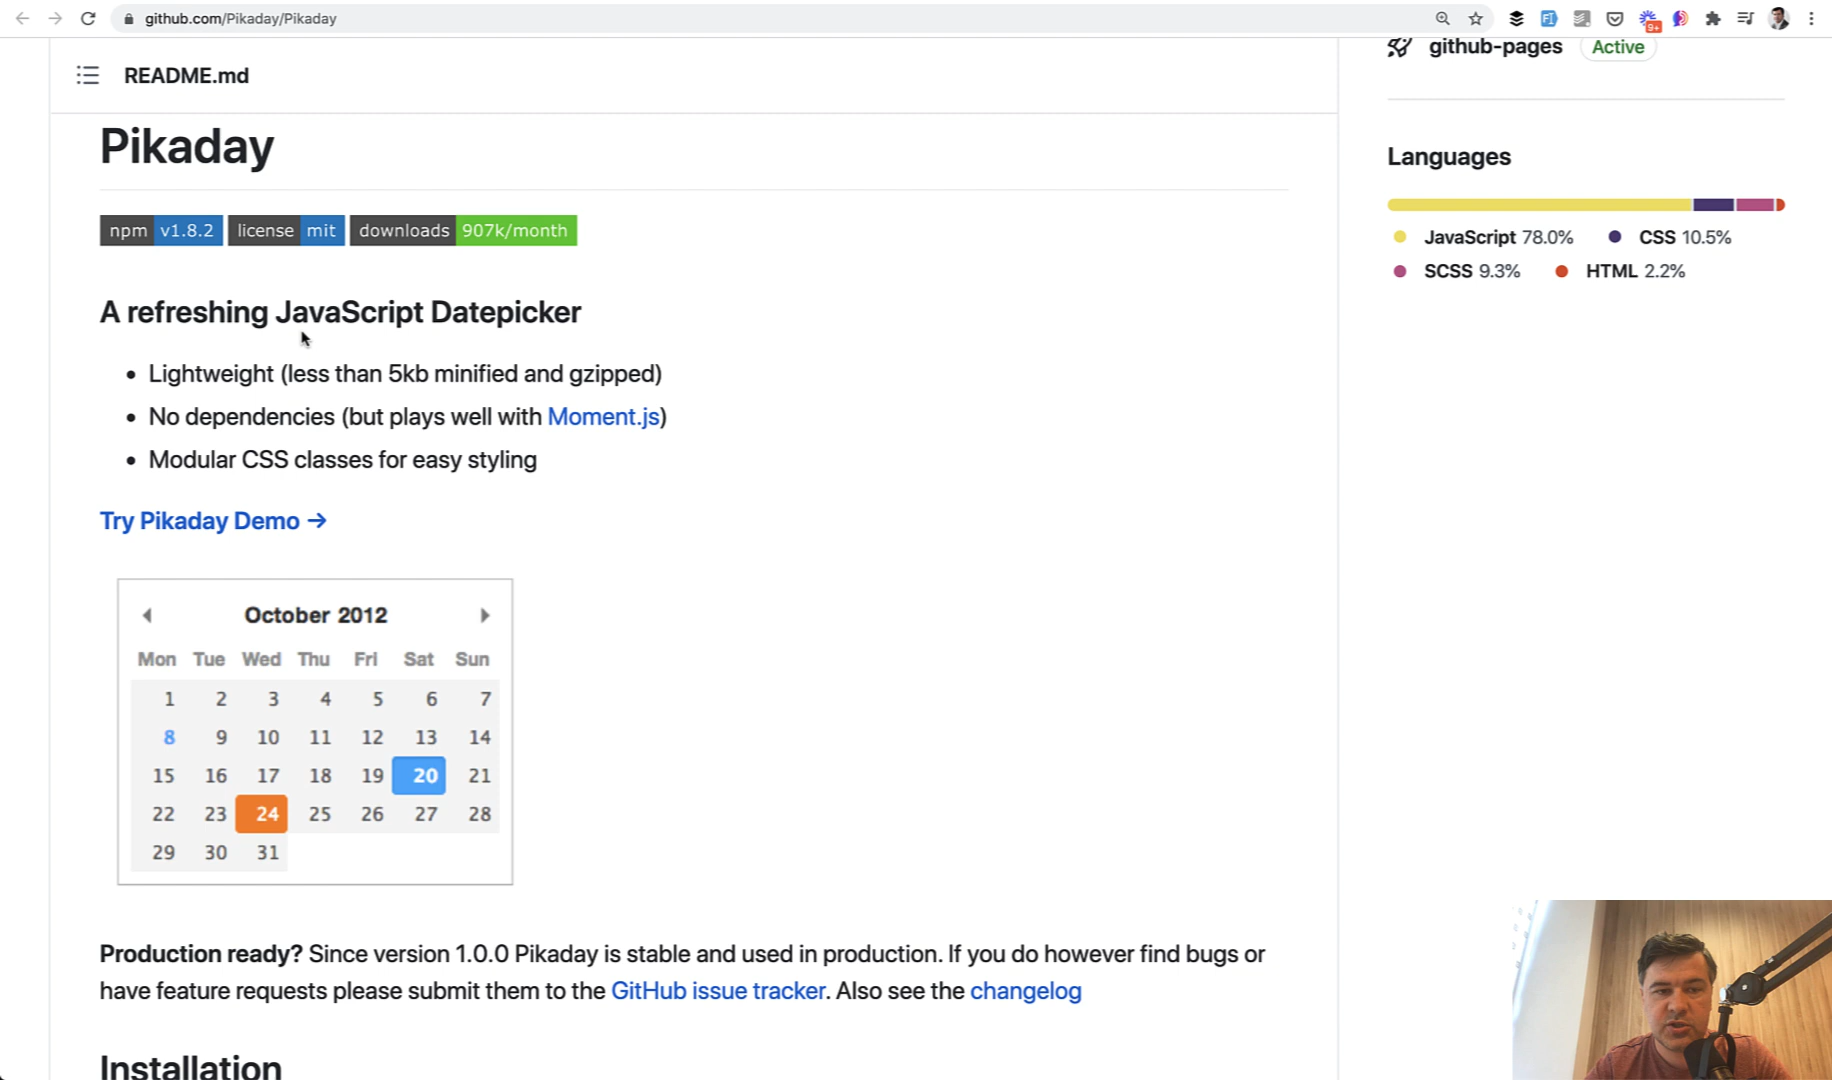 github.com/Pikaday/Pikaday
9+
github-pages Active
README.md
Pikaday
npm v1.8.2 license mit downloads 907k/month
A refreshing JavaScript Datepicker
• Lightweight (less than 5kb minified and gzipped)
• No dependencies (but plays well with Moment.js)
• Modular CSS classes for easy styling
Try Pikaday Demo →
October 2012
Mon Tue Wed Thu Fri Sat Sun
1 2 3 4 5 6 7
8 9 10 11 12 13 14
15 16 17 18 19 20 21
22 23 24 25 26 27 28
29 30 31
Production ready? Since version 1.0.0 Pikaday is stable and used in production. If you do however find bugs or
have feature requests please submit them to the GitHub issue tracker. Also see the changelog
Installation
Languages
JavaScript 78.0% CSS 10.5%
SCSS 9.3% HTML 2.2%